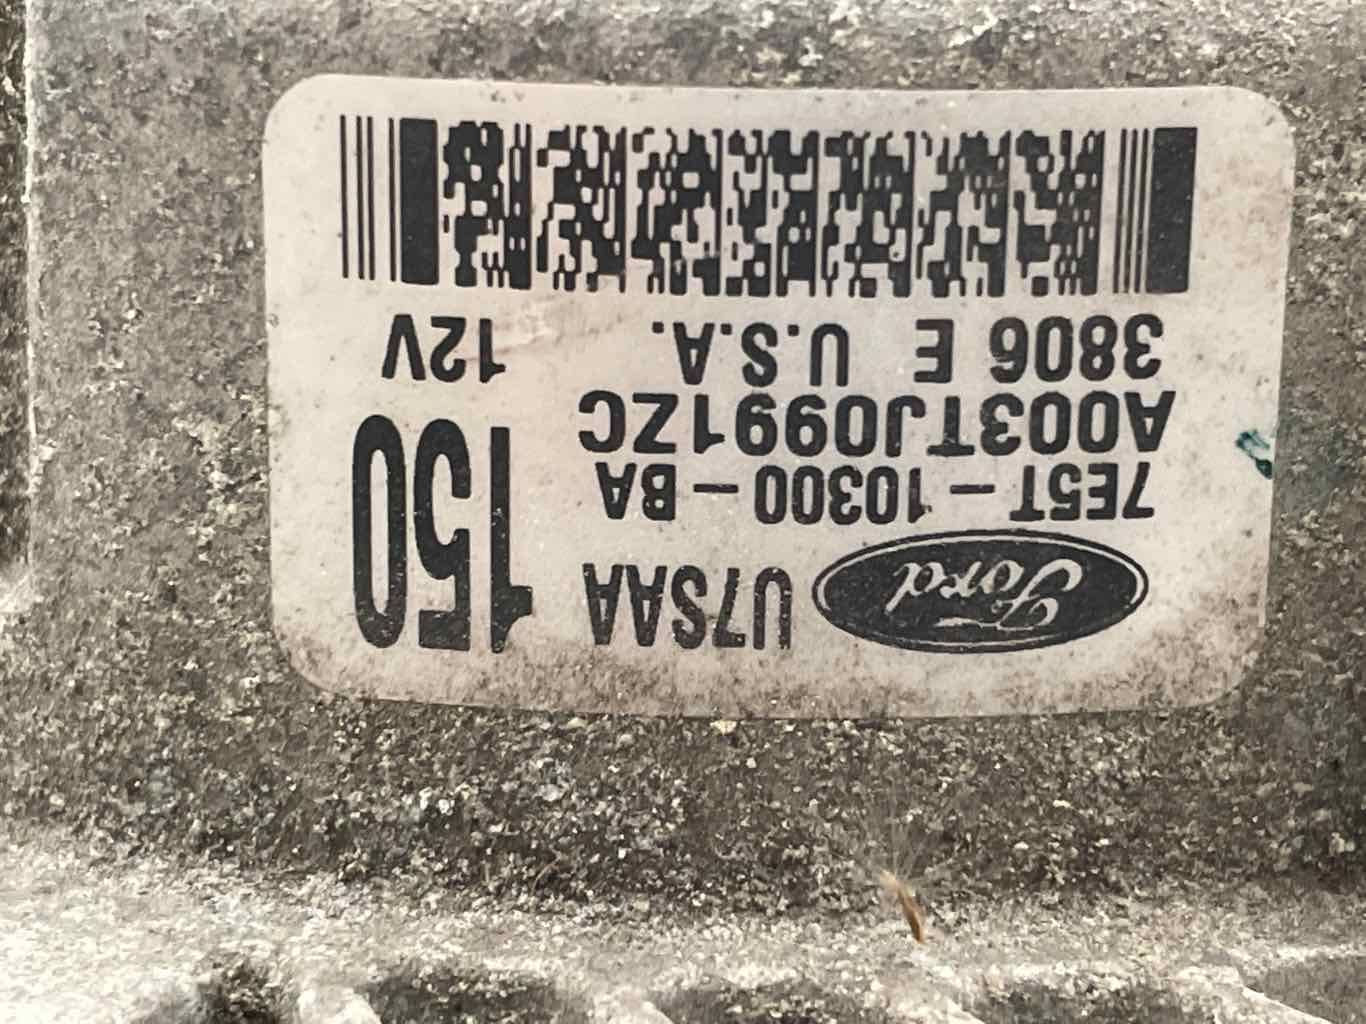 Ford U7SAA 150
7E5T-10300-BA
A003TJ0991ZC
3806 E U.S.A. 12V